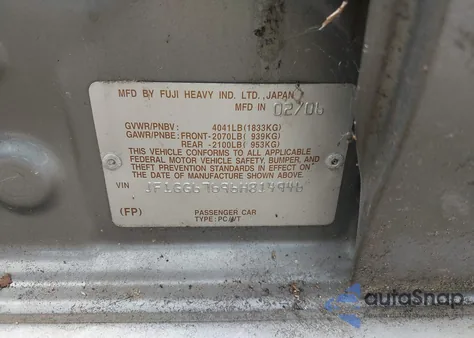 MFD BY FUJI HEAVY IND. LTD., JAPAN
MFD IN 02/06
GVWR/PNBV : 4041LB(1833KG)
GAWR/PNBE:FRONT-2070LB( 939KG)
REAR -2100LB( 953KG)
THIS VEHICLE CONFORMS TO ALL APPLICABLE
FEDERAL MOTOR VEHICLE SAFETY, BUMPER, AND
THEFT PREVENTION STANDARDS IN EFFECT ON
THE DATE OF MANUFACTURE SHOWN ABOVE.
VIN
(FP)
PASSENGER CAR
TYPE:PC/VT
autoSnap